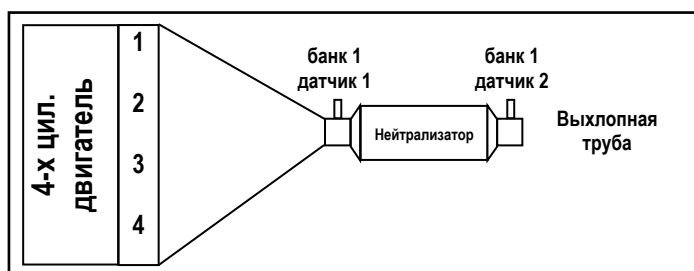 4-х цил.
двигатель
1
2
3
4
банк 1
датчик 1
Нейтрализатор
банк 1
датчик 2
Выхлопная
труба